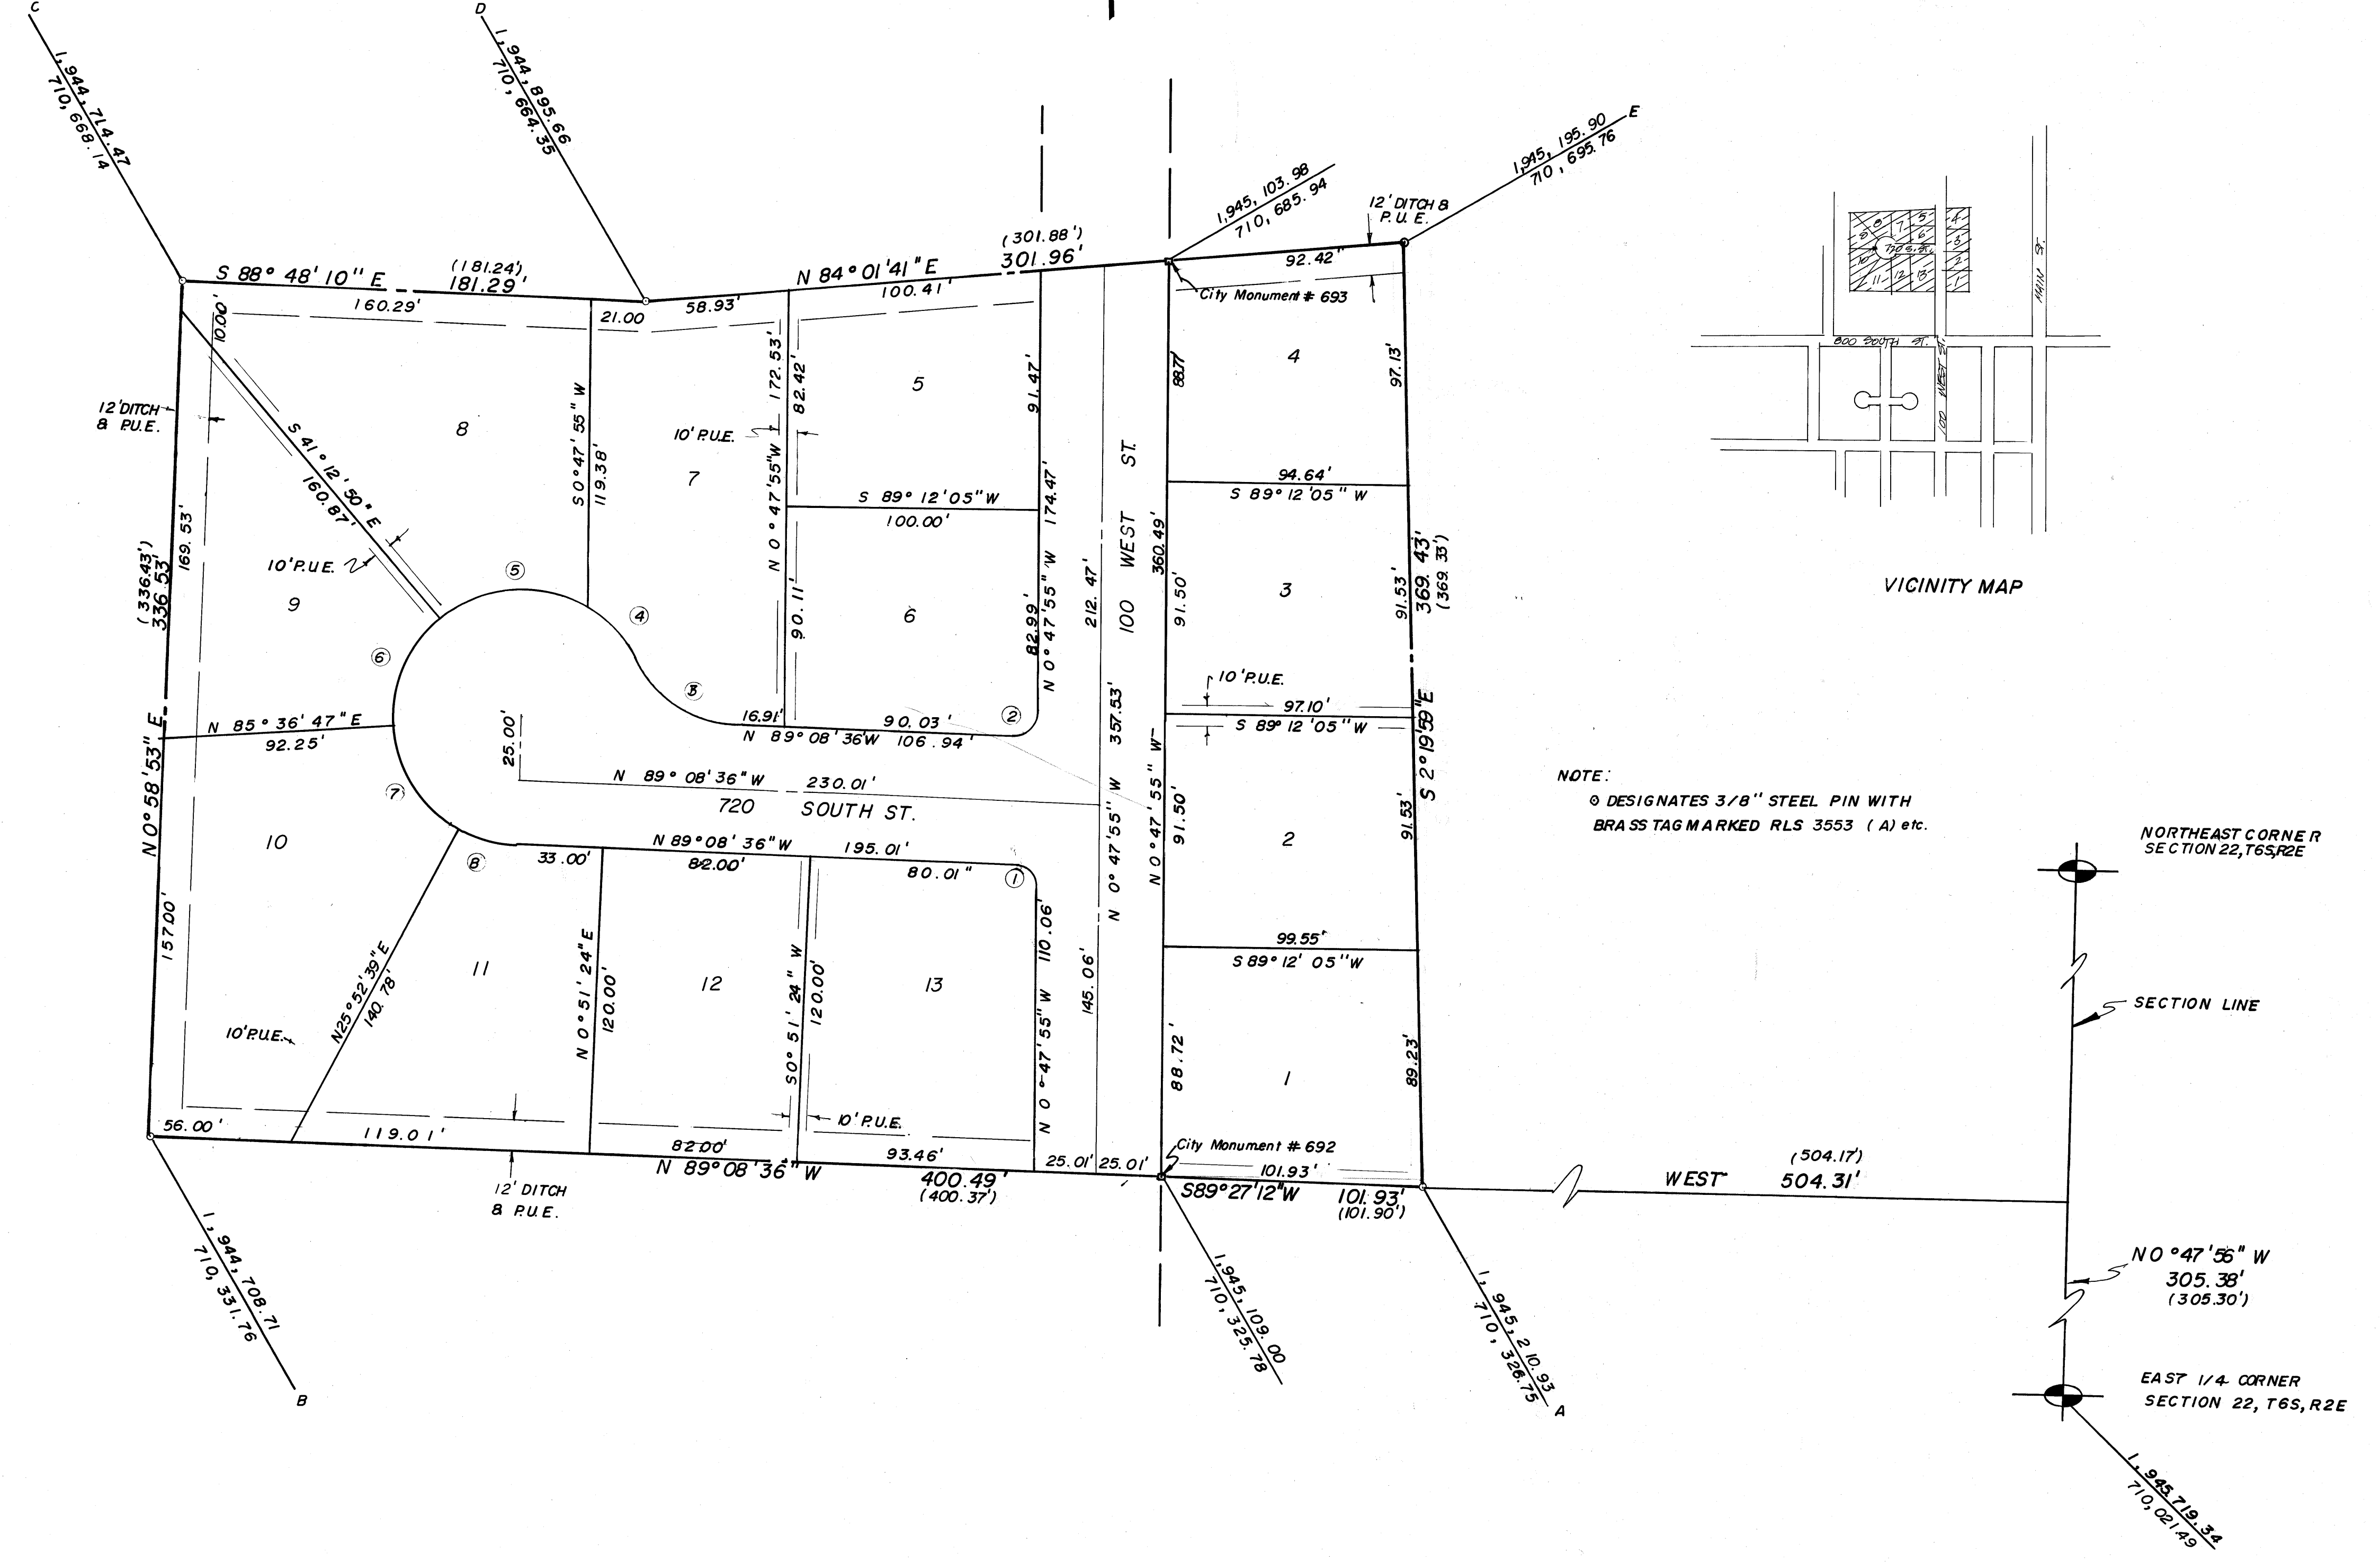 C
D
E
1,944,714.47
710,668.14
1,944,895.66
710,664.35
1,945,195.90
710,695.76
1,945,103.98
710,685.94
12' DITCH &
P.U.E.
S 88° 48' 10" E
(181.24')
181.29'
160.29'
21.00
58.93'
N 84° 01' 41" E
(301.88')
301.96'
100.41'
92.42'
City Monument # 693
10.00'
12' DITCH
& P.U.E.
S 41° 12' 50" E
160.87'
10' P.U.E.
(336.43')
336.53'
169.53'
N 0° 58' 53" E
157.00'
8
S 0° 47' 55" W
119.38'
7
10' P.U.E.
N 0° 47' 55" W 172.53'
82.42'
90.11'
5
91.47'
S 89° 12' 05" W
100.00'
6
82.99'
N 0° 47' 55" W 174.47'
9
5
4
6
3
2
7
8
1
N 85° 36' 47" E
92.25'
16.91'
90.03'
N 89° 08' 36" W 106.94'
25.00'
N 89° 08' 36" W 230.01'
720 SOUTH ST.
N 89° 08' 36" W 195.01'
33.00'
82.00'
80.01"
10
11
12
13
N 25° 52' 39" E
140.78'
10' P.U.E.
N 0° 51' 24" E
120.00'
S 0° 51' 24" W
120.00'
10' P.U.E.
N 0° 47' 55" W 110.06'
145.06'
212.47'
N 0° 47' 55" W 357.53'
100 WEST ST.
N 0° 47' 55" W
360.49'
88.77'
4
97.13'
94.64'
S 89° 12' 05" W
91.50'
3
91.53'
369.43'
(369.33')
10' P.U.E.
97.10'
S 89° 12' 05" W
S 2° 19' 59" E
91.50'
2
91.53'
99.55'
S 89° 12' 05" W
88.72'
1
89.23'
56.00'
119.01'
82.00'
93.46'
25.01'
25.01'
N 89° 08' 36" W
400.49'
(400.37')
12' DITCH
& P.U.E.
City Monument # 692
101.93'
S 89° 27' 12" W
101.93'
(101.90')
1,944,708.71
710,331.76
B
1,945,109.00
710,325.78
1,945,210.93
710,326.75
A
WEST
(504.17')
504.31'
8
7
5
4
9
6
3
720 S. St.
10
2
11
12
13
1
MAIN ST.
800 SOUTH ST.
100 WEST ST.
VICINITY MAP
NOTE:
DESIGNATES 3/8" STEEL PIN WITH
BRASS TAG MARKED RLS 3553 (A) etc.
NORTHEAST CORNER
SECTION 22, T6S, R2E
SECTION LINE
N 0° 47' 56" W
305.38'
(305.30')
EAST 1/4 CORNER
SECTION 22, T6S, R2E
1,945,719.34
710,021.49